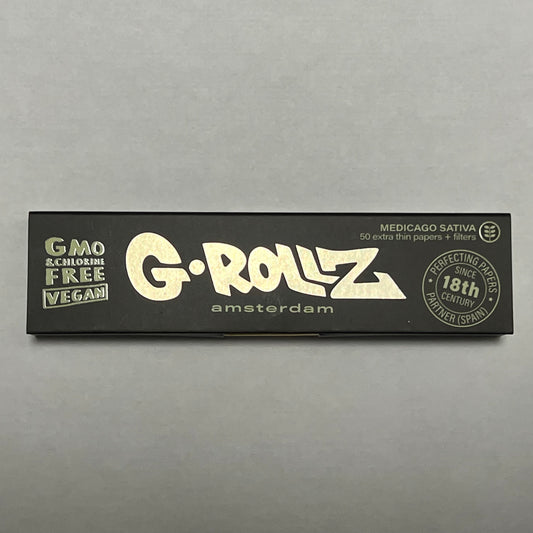 GMO
& CHLORINE
FREE
VEGAN
G·ROLLZ
amsterdam
MEDICAGO SATIVA
50 extra thin papers + filters
PERFECTING PAPERS
SINCE
18th
CENTURY
PARTNER (SPAIN)